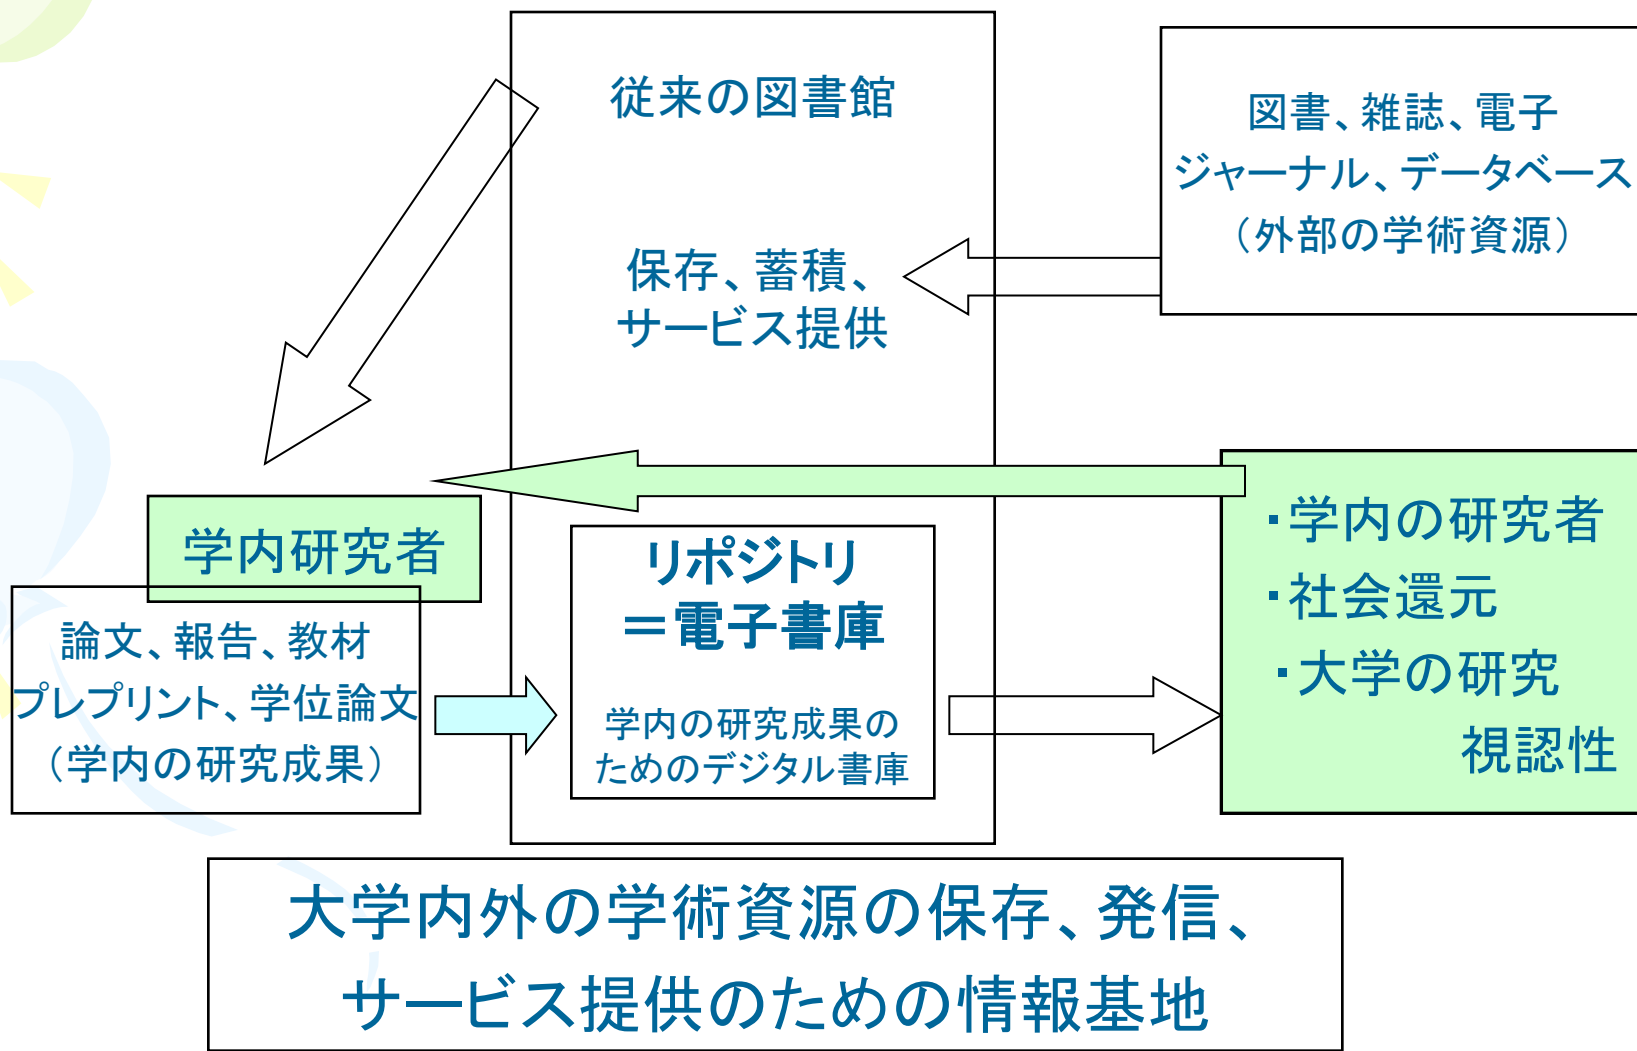 従来の図書館
保存、蓄積、
サービス提供
図書、雑誌、電子
ジャーナル、データベース
（外部の学術資源）
学内研究者
論文、報告、教材
プレプリント、学位論文
（学内の研究成果）
リポジトリ
＝電子書庫
学内の研究成果の
ためのデジタル書庫
・学内の研究者
・社会還元
・大学の研究
視認性
大学内外の学術資源の保存、発信、
サービス提供のための情報基地